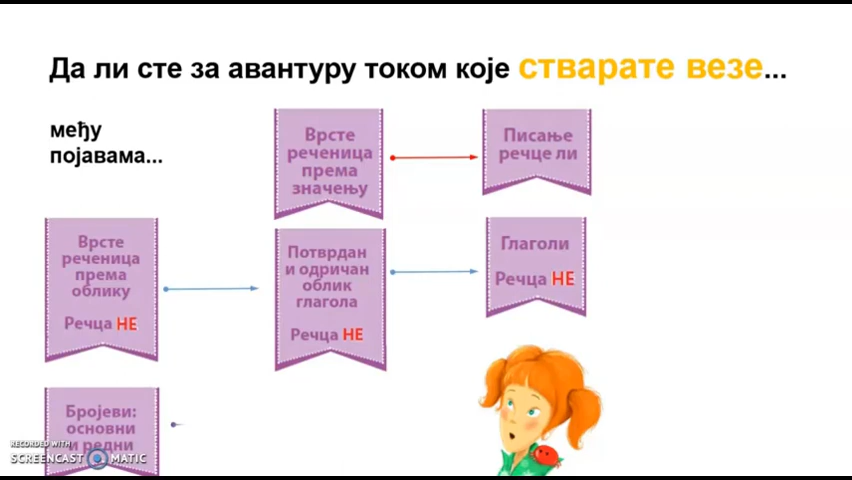 Да ли сте за авантуру током које стварате везе...
међу
појавама...
Врсте
реченица
према
значењу
Писање
речце ли
Врсте
реченица
према
облику
Речца НЕ
Потврдан
и одричан
облик
глагола
Речца НЕ
Глаголи
Речца НЕ
Бројеви:
основни
и редни
RECORDED WITH
SCREENCAST MATIC